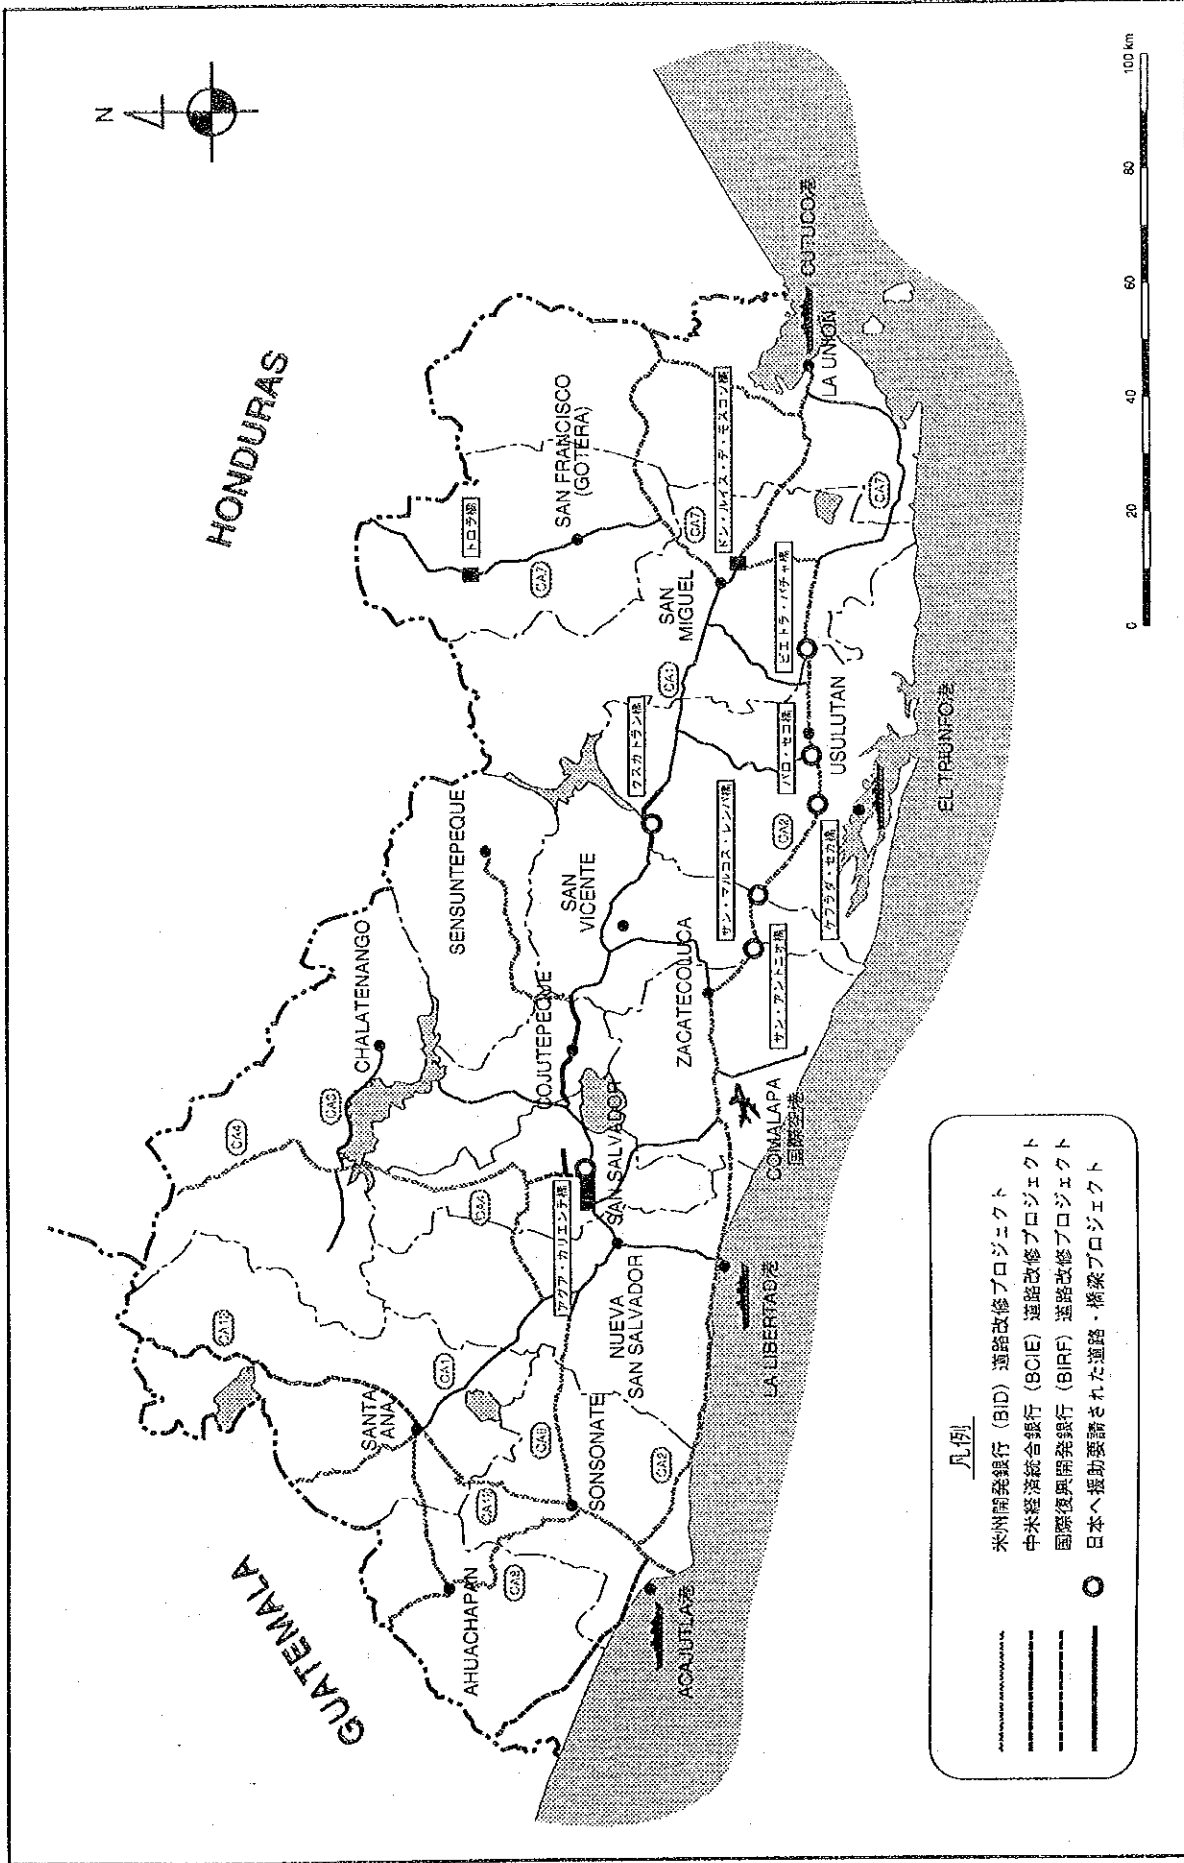 N
HONDURAS
GUATEMALA
CA4
CA3
CHALATENANGO
SENSUNTEPEQUE
トロラ橋
CA7
SAN FRANCISCO
(GOTERA)
CA12
SANTA
ANA
CA1
CA4
アグア・カリエンテ橋
COJUTEPEQUE
SAN
VICENTE
クスカトラン橋
CA1
SAN
MIGUEL
CA7
ドン・ルイス・デ・モスコソ橋
AHUACHAPAN
CA8
CA12
CA8
SONSONATE
NUEVA
SAN SALVADOR
SAN SALVADOR
ZACATECOLUCA
サン・マルコス・レンパ橋
パロ・セコ橋
ピエトラ・パチャ橋
CA7
LA UNION
CUTUCO港
ACAJUTLA港
CA2
LA LIBERTAD港
COMALAPA
国際空港
サン・アントニオ橋
CA2
ケブラダ・セカ橋
USULUTAN
EL TRIUNFO港
凡例
米州開発銀行(BID)道路改修プロジェクト
中米経済統合銀行(BCIE)道路改修プロジェクト
国際復興開発銀行(BIRF)道路改修プロジェクト
日本へ援助要請された道路・橋梁プロジェクト
0 20 40 60 80 100 km